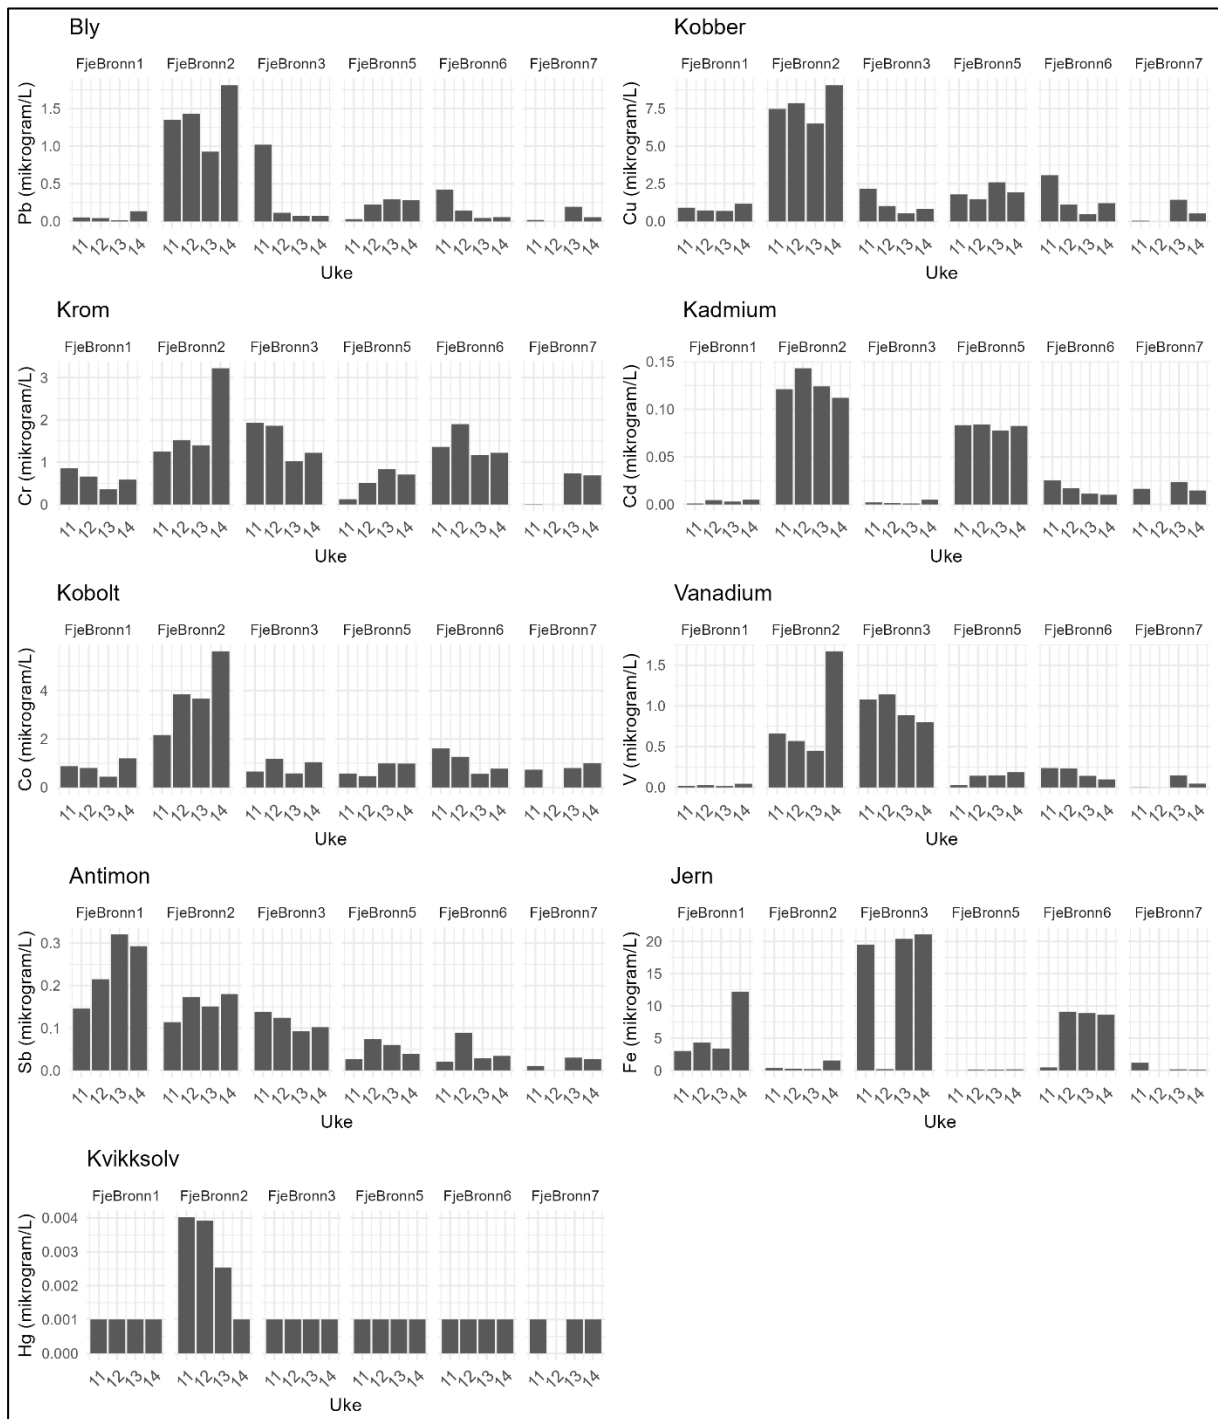 Bly
FjeBronn1 FjeBronn2 FjeBronn3 FjeBronn5 FjeBronn6 FjeBronn7
Pb (mikrogram/L)
1.5
1.0
0.5
0.0
11 12 13 14 11 12 13 14 11 12 13 14 11 12 13 14 11 12 13 14 11 12 13 14
Uke
Kobber
FjeBronn1 FjeBronn2 FjeBronn3 FjeBronn5 FjeBronn6 FjeBronn7
Cu (mikrogram/L)
7.5
5.0
2.5
0.0
11 12 13 14 11 12 13 14 11 12 13 14 11 12 13 14 11 12 13 14 11 12 13 14
Uke
Krom
FjeBronn1 FjeBronn2 FjeBronn3 FjeBronn5 FjeBronn6 FjeBronn7
Cr (mikrogram/L)
3
2
1
0
11 12 13 14 11 12 13 14 11 12 13 14 11 12 13 14 11 12 13 14 11 12 13 14
Uke
Kadmium
FjeBronn1 FjeBronn2 FjeBronn3 FjeBronn5 FjeBronn6 FjeBronn7
Cd (mikrogram/L)
0.15
0.10
0.05
0.00
11 12 13 14 11 12 13 14 11 12 13 14 11 12 13 14 11 12 13 14 11 12 13 14
Uke
Kobolt
FjeBronn1 FjeBronn2 FjeBronn3 FjeBronn5 FjeBronn6 FjeBronn7
Co (mikrogram/L)
4
2
0
11 12 13 14 11 12 13 14 11 12 13 14 11 12 13 14 11 12 13 14 11 12 13 14
Uke
Vanadium
FjeBronn1 FjeBronn2 FjeBronn3 FjeBronn5 FjeBronn6 FjeBronn7
V (mikrogram/L)
1.5
1.0
0.5
0.0
11 12 13 14 11 12 13 14 11 12 13 14 11 12 13 14 11 12 13 14 11 12 13 14
Uke
Antimon
FjeBronn1 FjeBronn2 FjeBronn3 FjeBronn5 FjeBronn6 FjeBronn7
Sb (mikrogram/L)
0.3
0.2
0.1
0.0
11 12 13 14 11 12 13 14 11 12 13 14 11 12 13 14 11 12 13 14 11 12 13 14
Uke
Jern
FjeBronn1 FjeBronn2 FjeBronn3 FjeBronn5 FjeBronn6 FjeBronn7
Fe (mikrogram/L)
20
15
10
5
0
11 12 13 14 11 12 13 14 11 12 13 14 11 12 13 14 11 12 13 14 11 12 13 14
Uke
Kvikksolv
FjeBronn1 FjeBronn2 FjeBronn3 FjeBronn5 FjeBronn6 FjeBronn7
Hg (mikrogram/L)
0.004
0.003
0.002
0.001
0.000
11 12 13 14 11 12 13 14 11 12 13 14 11 12 13 14 11 12 13 14 11 12 13 14
Uke